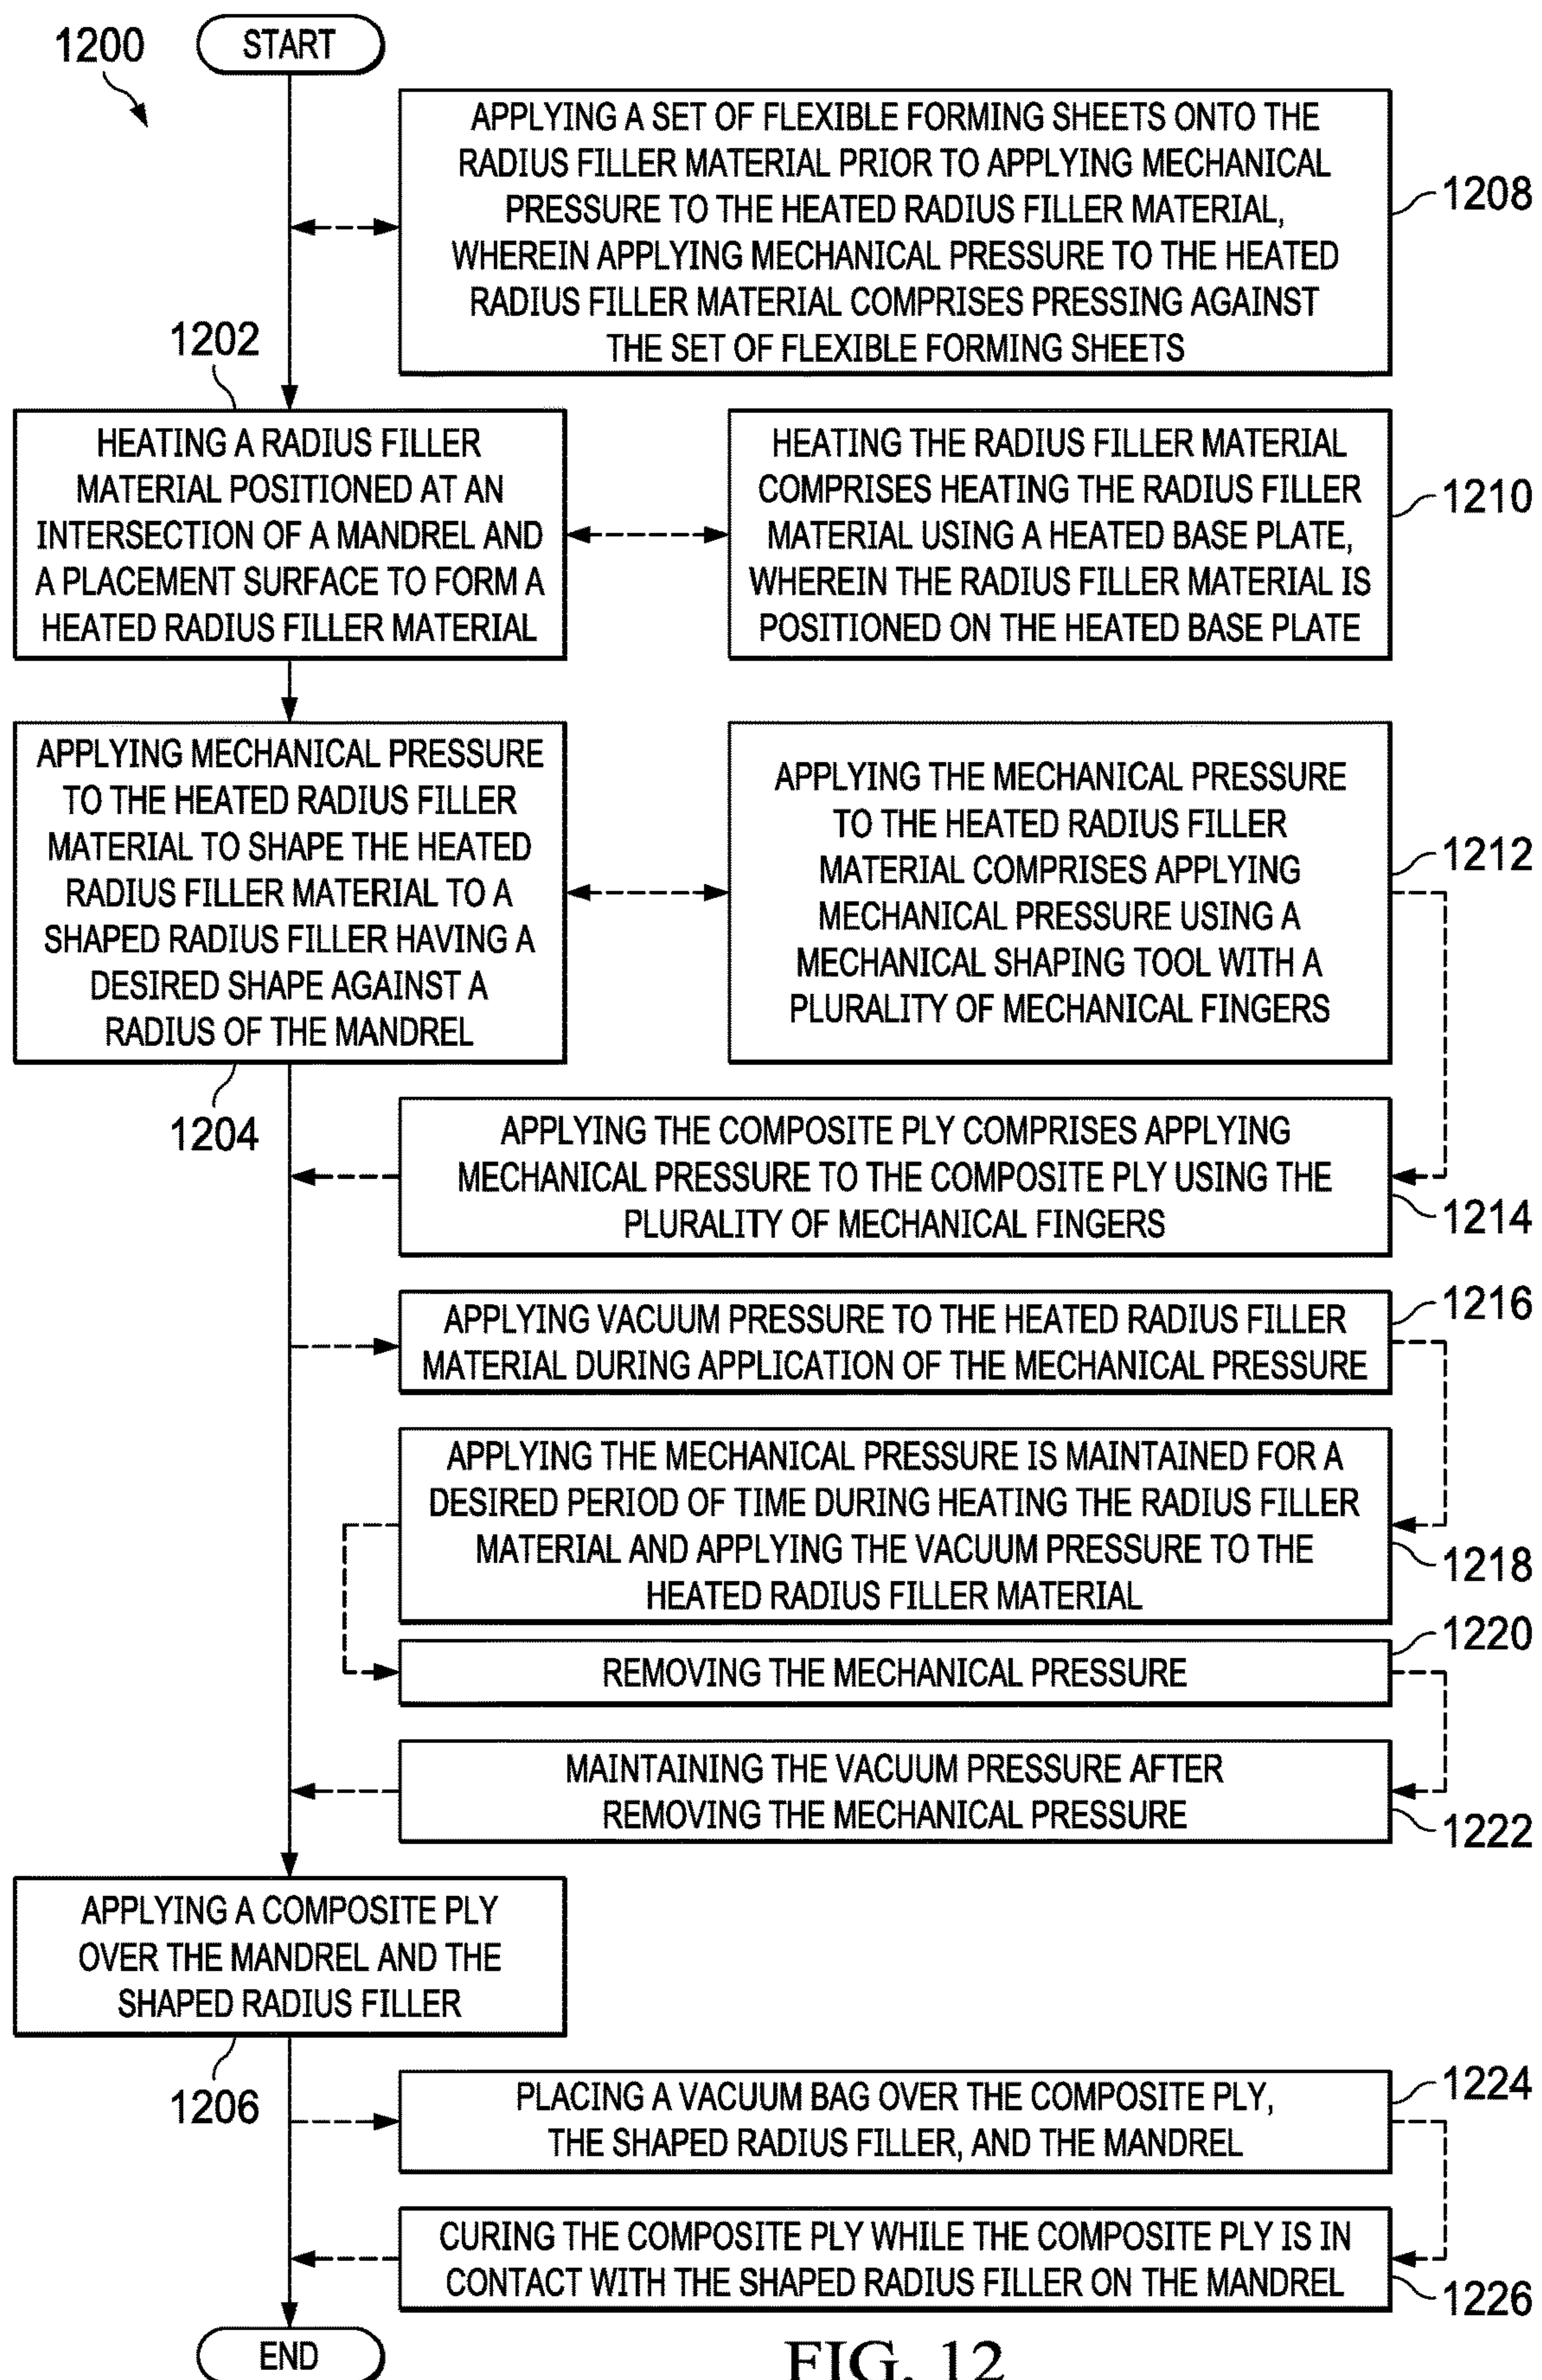 1200
START
APPLYING A SET OF FLEXIBLE FORMING SHEETS ONTO THE
RADIUS FILLER MATERIAL PRIOR TO APPLYING MECHANICAL
PRESSURE TO THE HEATED RADIUS FILLER MATERIAL,
WHEREIN APPLYING MECHANICAL PRESSURE TO THE HEATED
RADIUS FILLER MATERIAL COMPRISES PRESSING AGAINST
THE SET OF FLEXIBLE FORMING SHEETS
1208
1202
HEATING A RADIUS FILLER
MATERIAL POSITIONED AT AN
INTERSECTION OF A MANDREL AND
A PLACEMENT SURFACE TO FORM A
HEATED RADIUS FILLER MATERIAL
HEATING THE RADIUS FILLER MATERIAL
COMPRISES HEATING THE RADIUS FILLER
MATERIAL USING A HEATED BASE PLATE,
WHEREIN THE RADIUS FILLER MATERIAL IS
POSITIONED ON THE HEATED BASE PLATE
1210
APPLYING MECHANICAL PRESSURE
TO THE HEATED RADIUS FILLER
MATERIAL TO SHAPE THE HEATED
RADIUS FILLER MATERIAL TO A
SHAPED RADIUS FILLER HAVING A
DESIRED SHAPE AGAINST A
RADIUS OF THE MANDREL
1204
APPLYING THE MECHANICAL PRESSURE
TO THE HEATED RADIUS FILLER
MATERIAL COMPRISES APPLYING
MECHANICAL PRESSURE USING A
MECHANICAL SHAPING TOOL WITH A
PLURALITY OF MECHANICAL FINGERS
1212
APPLYING THE COMPOSITE PLY COMPRISES APPLYING
MECHANICAL PRESSURE TO THE COMPOSITE PLY USING THE
PLURALITY OF MECHANICAL FINGERS
1214
APPLYING VACUUM PRESSURE TO THE HEATED RADIUS FILLER
MATERIAL DURING APPLICATION OF THE MECHANICAL PRESSURE
1216
APPLYING THE MECHANICAL PRESSURE IS MAINTAINED FOR A
DESIRED PERIOD OF TIME DURING HEATING THE RADIUS FILLER
MATERIAL AND APPLYING THE VACUUM PRESSURE TO THE
HEATED RADIUS FILLER MATERIAL
1218
REMOVING THE MECHANICAL PRESSURE
1220
MAINTAINING THE VACUUM PRESSURE AFTER
REMOVING THE MECHANICAL PRESSURE
1222
APPLYING A COMPOSITE PLY
OVER THE MANDREL AND THE
SHAPED RADIUS FILLER
1206
PLACING A VACUUM BAG OVER THE COMPOSITE PLY,
THE SHAPED RADIUS FILLER, AND THE MANDREL
1224
CURING THE COMPOSITE PLY WHILE THE COMPOSITE PLY IS IN
CONTACT WITH THE SHAPED RADIUS FILLER ON THE MANDREL
1226
END
FIG. 12